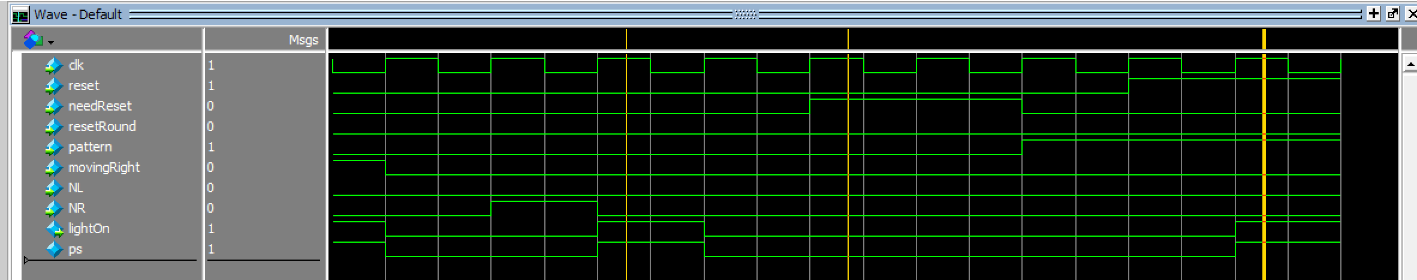 Wave - Default
Msgs
clk 1
reset 1
needReset 0
resetRound 0
pattern 1
movingRight 0
NL 0
NR 0
lightOn 1
ps 1